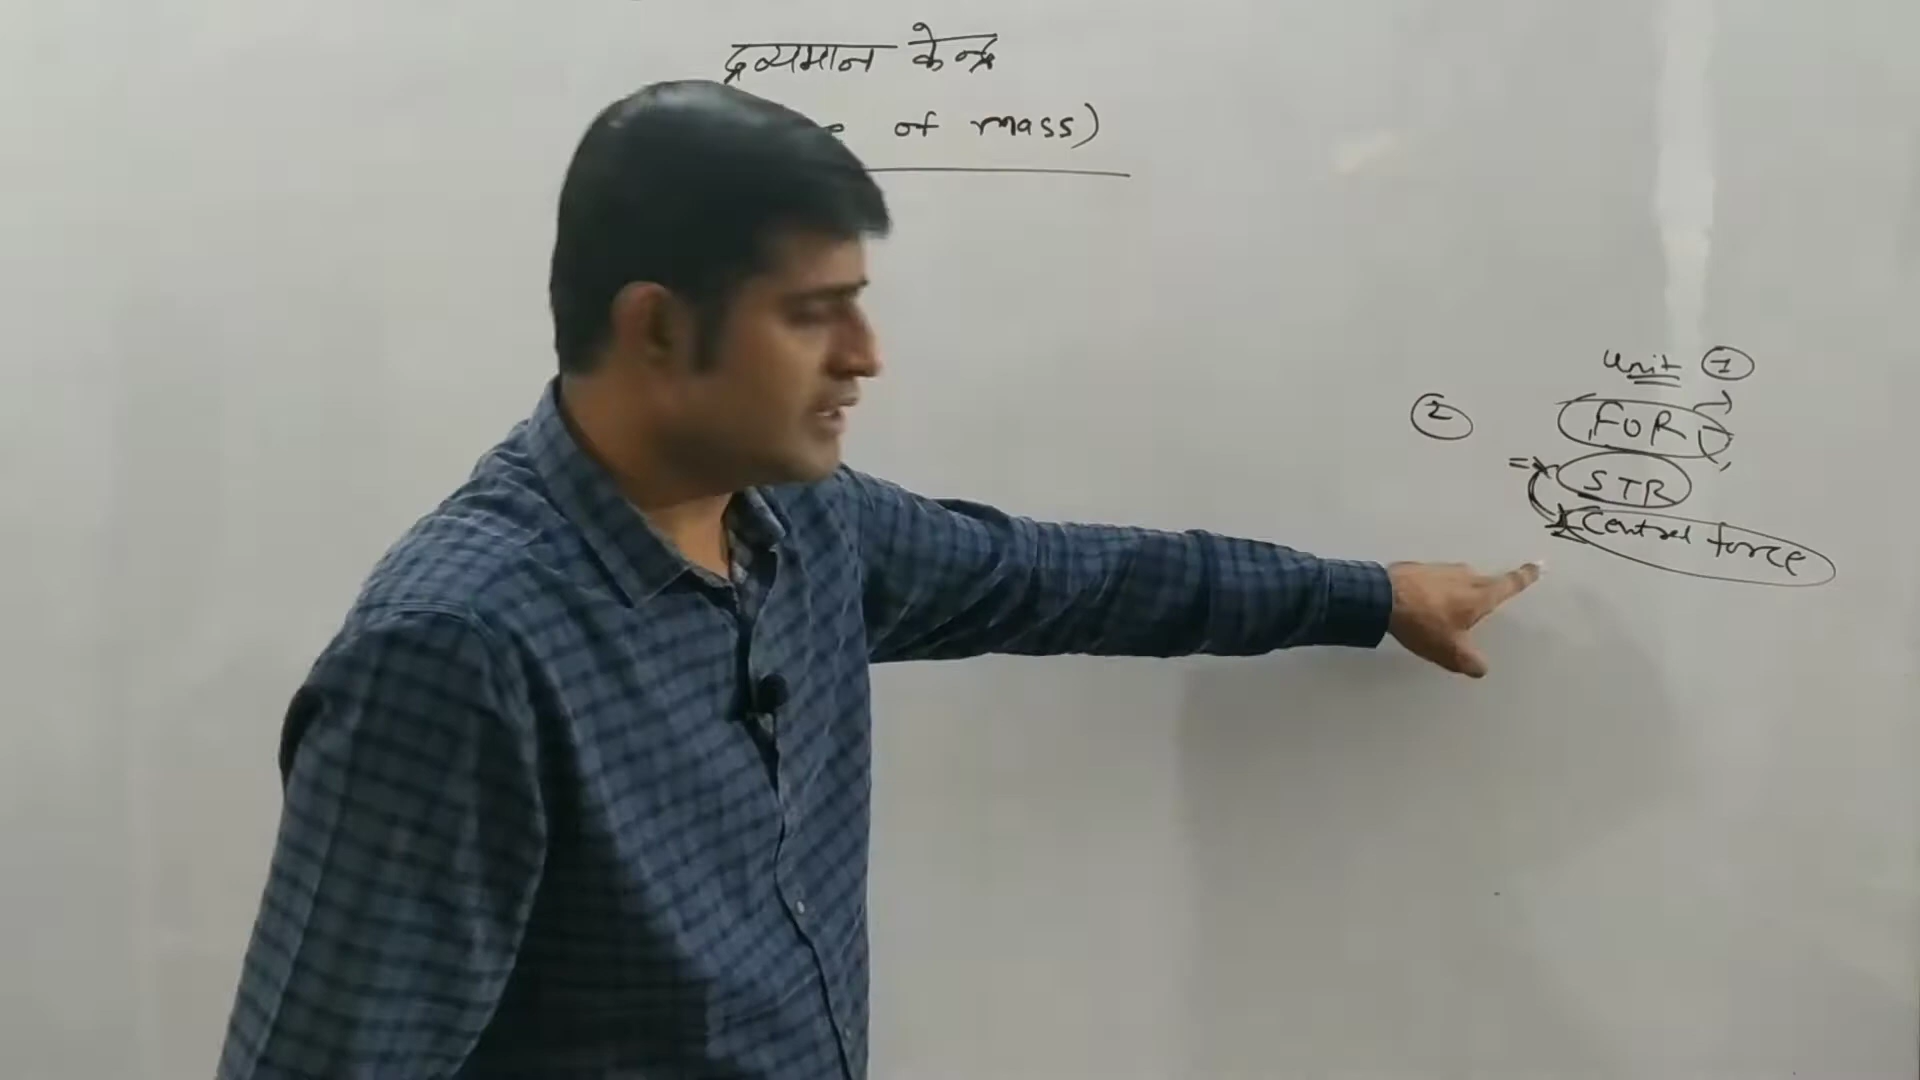 द्रव्यमान केन्द्र
of mass)
Unit ①
②
FOR
STR
Central force